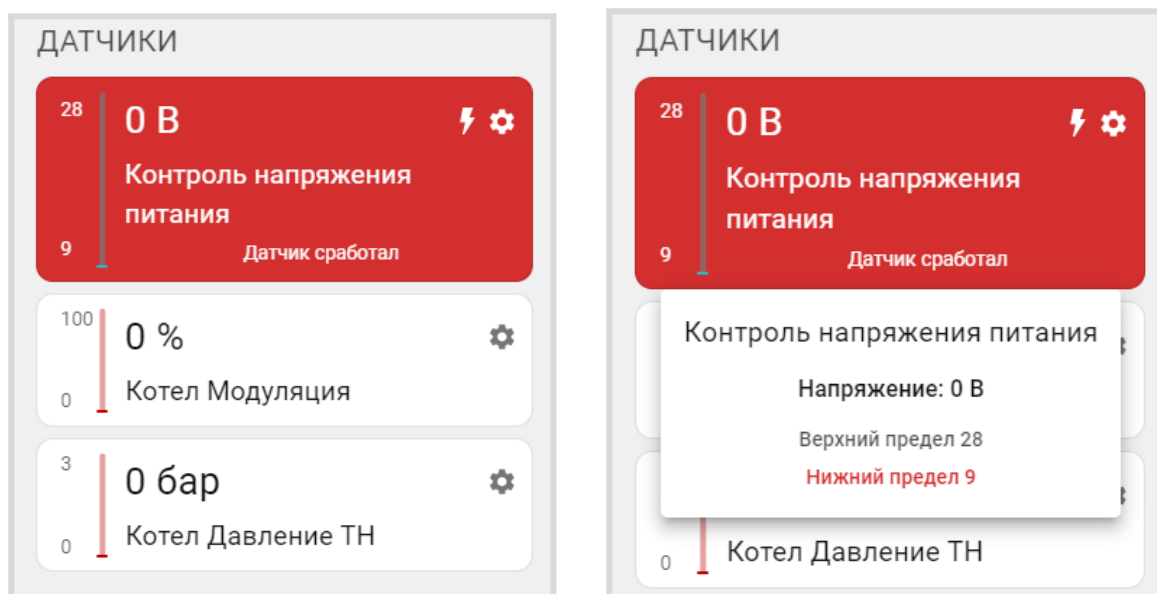 ДАТЧИКИ
28
0 В
Контроль напряжения
питания
9
Датчик сработал
100
0 %
0
Котел Модуляция
3
0 бар
0
Котел Давление ТН
ДАТЧИКИ
28
0 В
Контроль напряжения
питания
9
Датчик сработал
Контроль напряжения питания
Напряжение: 0 В
Верхний предел 28
Нижний предел 9
0
Котел Давление ТН